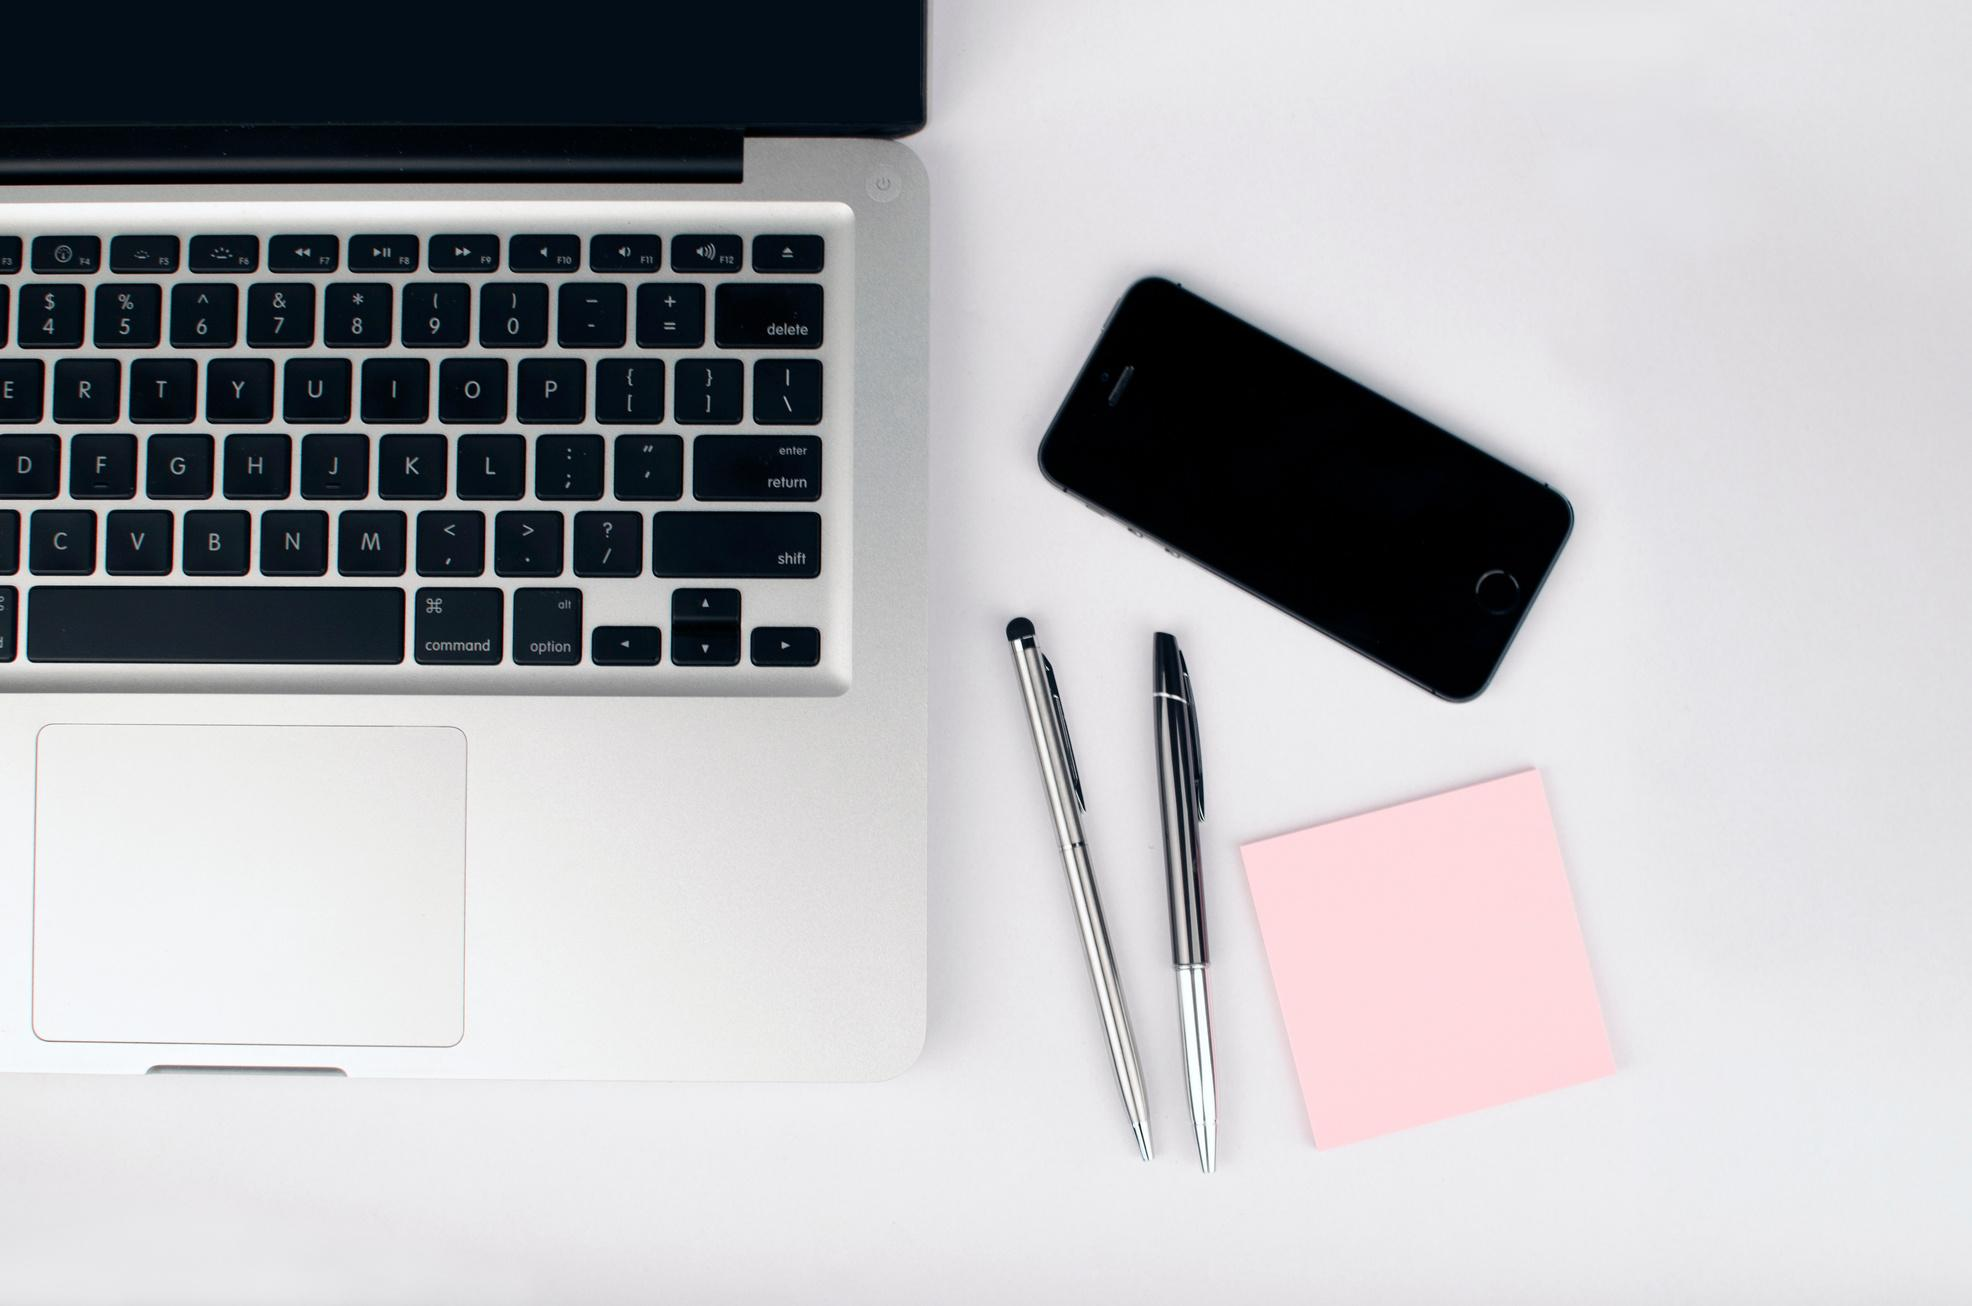 F3 F4 F5 F6 F7 F8 F9 F10 F11 F12
$ % ^ & * ( ) — +
4 5 6 7 8 9 0 - = delete
{ } |
E R T Y U I O P [ ] \
enter
D F G H J K L : ; " ' return
< > ?
C V B N M , . / shift
⌘ alt
command option